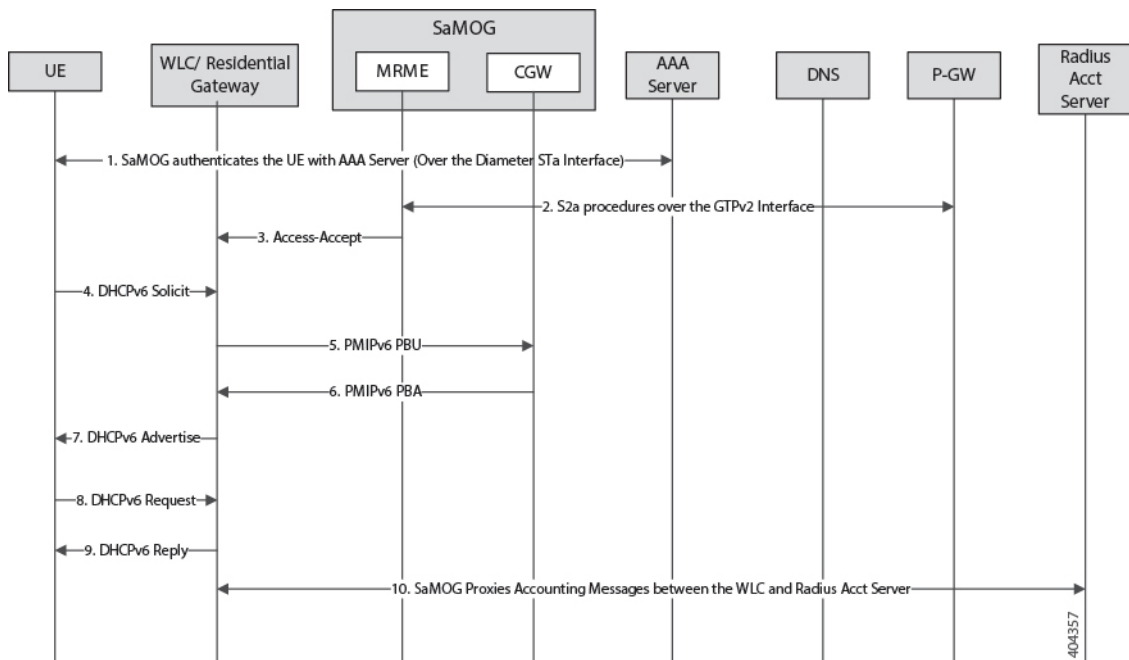 SaMOG
UE
WLC/ Residential
Gateway
MRME
CGW
AAA
Server
DNS
P-GW
Radius
Acct
Server
1. SaMOG authenticates the UE with AAA Server (Over the Diameter STa Interface)
2. S2a procedures over the GTPv2 Interface
3. Access-Accept
4. DHCPv6 Solicit
5. PMIPv6 PBU
6. PMIPv6 PBA
7. DHCPv6 Advertise
8. DHCPv6 Request
9. DHCPv6 Reply
10. SaMOG Proxies Accounting Messages between the WLC and Radius Acct Server
404357